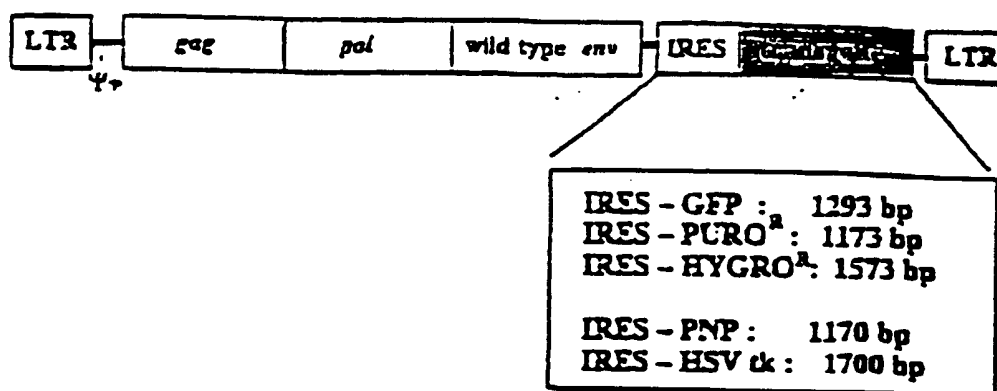 LTR gag pol wild type env IRES LTR
Ψ+
IRES – GFP : 1293 bp
IRES – PURO^R : 1173 bp
IRES – HYGRO^R: 1573 bp
IRES – PNP : 1170 bp
IRES – HSV tk : 1700 bp